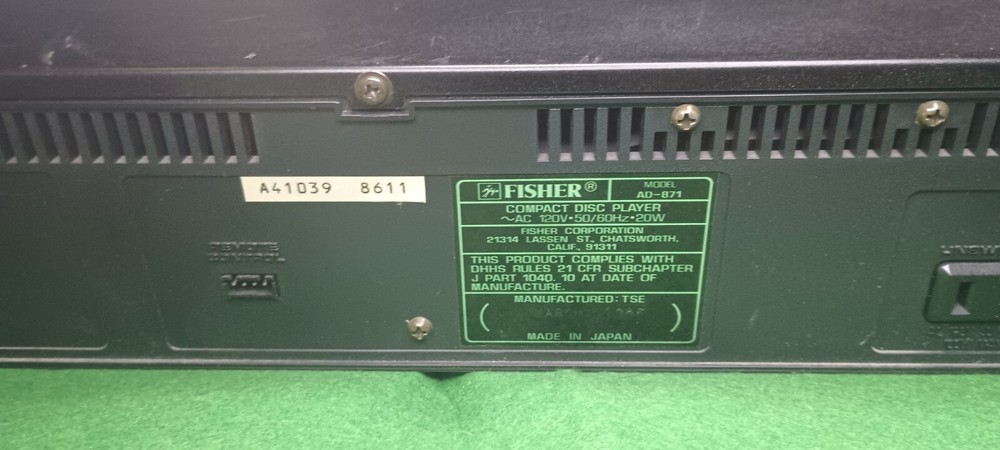 A41039 8611
FISHER®
MODEL
AD-871
COMPACT DISC PLAYER
~AC 120V•50/60Hz•20W
FISHER CORPORATION
21314 LASSEN ST., CHATSWORTH,
CALIF., 91311
THIS PRODUCT COMPLIES WITH
DHHS RULES 21 CFR SUBCHAPTER
J PART 1040. 10 AT DATE OF
MANUFACTURE.
MANUFACTURED: TSE
MADE IN JAPAN
REMOTE
CONTROL